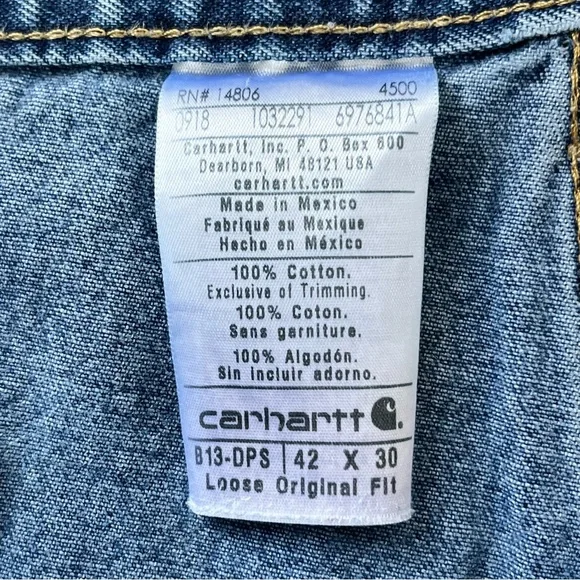 RN# 14806 4500
0918 1032291 6976841A
Carhartt, Inc. P. O. Box 600
Dearborn, MI 48121 USA
carhartt.com
Made in Mexico
Fabriqué au Mexique
Hecho en México
100% Cotton.
Exclusive of Trimming.
100% Coton.
Sans garniture.
100% Algodón.
Sin incluir adorno.
carhartt
B13-DPS | 42 X 30
Loose Original Fit